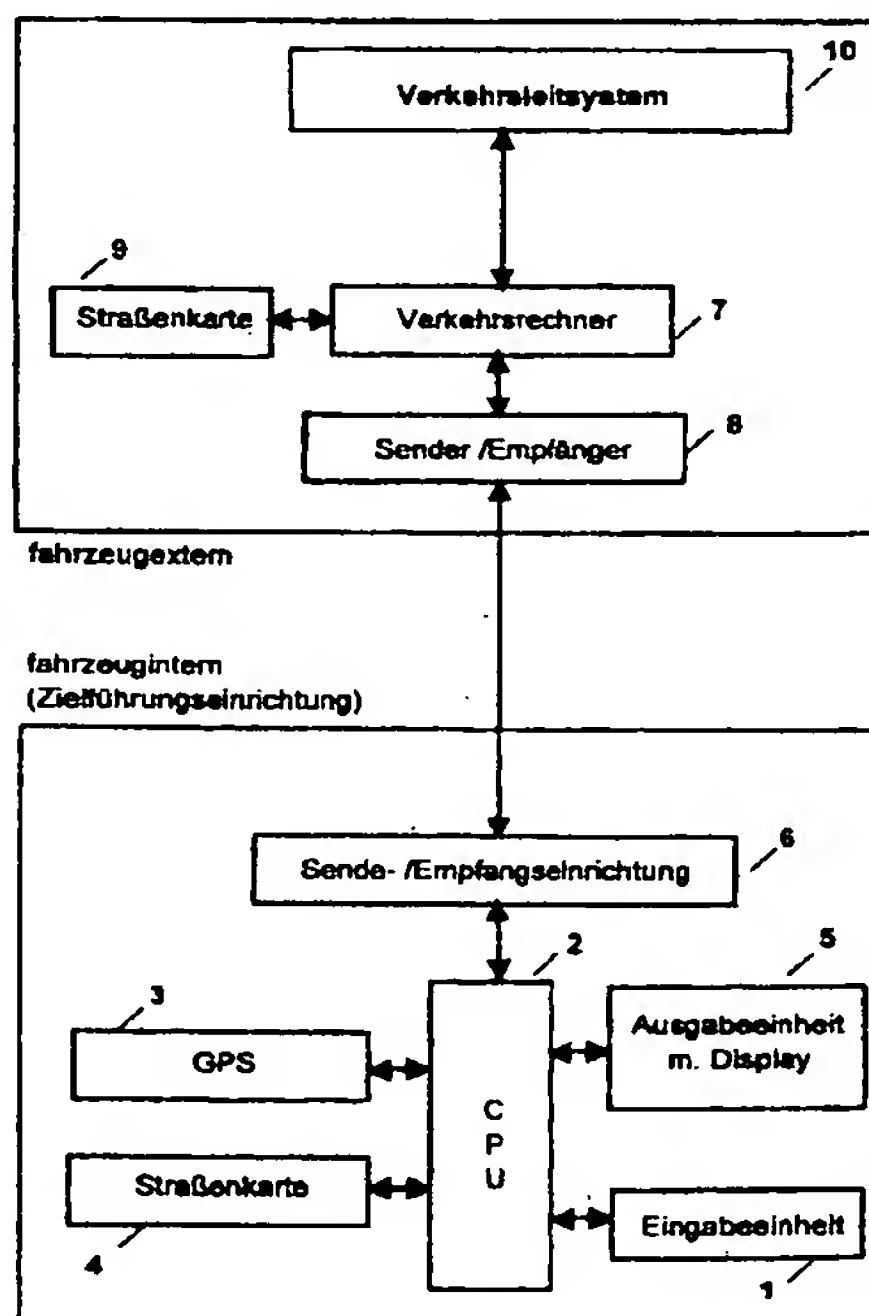 10
Verkehrsleitsystem
9
Straßenkarte
Verkehrsrechner
7
Sender /Empfänger
8
fahrzeugextern
fahrzeugintern
(Zielführungseinrichtung)
6
Sende- /Empfangseinrichtung
2
5
3
GPS
Ausgabeeinheit
m. Display
C
P
U
Straßenkarte
4
Eingabeeinheit
1